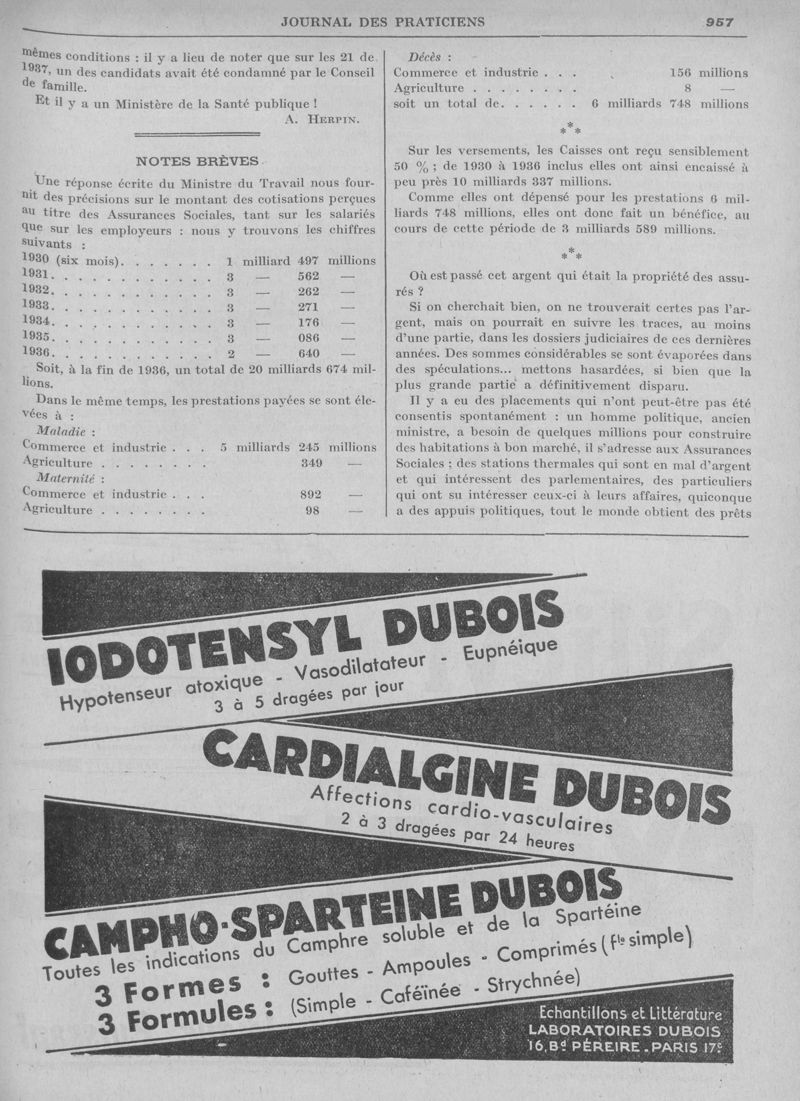 JOURNAL DES PRATICIENS 957
mêmes conditions : il y a lieu de noter que sur les 21 de
1937, un des candidats avait été condamné par le Conseil
de famille.
Et il y a un Ministère de la Santé publique !
A. HERPIN.
NOTES BRÈVES
Une réponse écrite du Ministre du Travail nous four-
nit des précisions sur le montant des cotisations perçues
au titre des Assurances Sociales, tant sur les salariés
que sur les employeurs : nous y trouvons les chiffres
suivants :
1930 (six mois). . . . . . . 1 milliard 497 millions
1931. . . . . . . . . . . . 3 — 562 —
1932. . . . . . . . . . . . 3 — 262 —
1933. . . . . . . . . . . . 3 — 271 —
1934. . . . . . . . . . . . 3 — 176 —
1935. . . . . . . . . . . . 3 — 086 —
1936. . . . . . . . . . . . 2 — 640 —
Soit, à la fin de 1936, un total de 20 milliards 674 mil-
lions.
Dans le même temps, les prestations payées se sont éle-
vées à :
Maladie :
Commerce et industrie . . . 5 milliards 245 millions
Agriculture . . . . . . . . 349 —
Maternité :
Commerce et industrie . . . 892 —
Agriculture . . . . . . . . 98 —
Décès :
Commerce et industrie . . . 156 millions
Agriculture . . . . . . . . 8 —
soit un total de. . . . . . 6 milliards 748 millions
***
Sur les versements, les Caisses ont reçu sensiblement
50 % ; de 1930 à 1936 inclus elles ont ainsi encaissé à
peu près 10 milliards 337 millions.
Comme elles ont dépensé pour les prestations 6 mil-
liards 748 millions, elles ont donc fait un bénéfice, au
cours de cette période de 3 milliards 589 millions.
***
Où est passé cet argent qui était la propriété des assu-
rés ?
Si on cherchait bien, on ne trouverait certes pas l'ar-
gent, mais on pourrait en suivre les traces, au moins
d'une partie, dans les dossiers judiciaires de ces dernières
années. Des sommes considérables se sont évaporées dans
des spéculations... mettons hasardées, si bien que la
plus grande partie a définitivement disparu.
Il y a eu des placements qui n'ont peut-être pas été
consentis spontanément : un homme politique, ancien
ministre, a besoin de quelques millions pour construire
des habitations à bon marché, il s'adresse aux Assurances
Sociales ; des stations thermales qui sont en mal d'argent
et qui intéressent des parlementaires, des particuliers
qui ont su intéresser ceux-ci à leurs affaires, quiconque
a des appuis politiques, tout le monde obtient des prêts
IODOTENSYL DUBOIS
Hypotenseur atoxique - Vasodilatateur - Eupnéique
3 à 5 dragées par jour
CARDIALGINE DUBOIS
Affections cardio-vasculaires
2 à 3 dragées par 24 heures
CAMPHO-SPARTEINE DUBOIS
Toutes les indications du Camphre soluble et de la Spartéine
3 Formes : Gouttes - Ampoules - Comprimés (fle simple)
3 Formules : (Simple - Caféinée - Strychnée)
Echantillons et Littérature
LABORATOIRES DUBOIS
16, Bd PÉREIRE. PARIS 17e